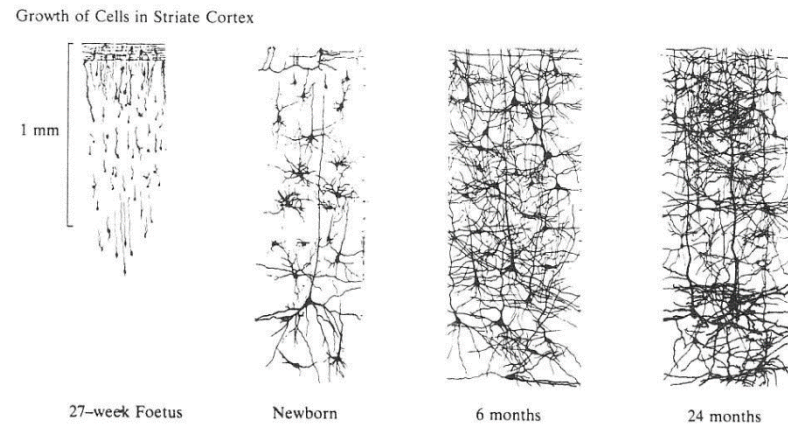 Growth of Cells in Striate Cortex
1 mm
27-week Foetus
Newborn
6 months
24 months